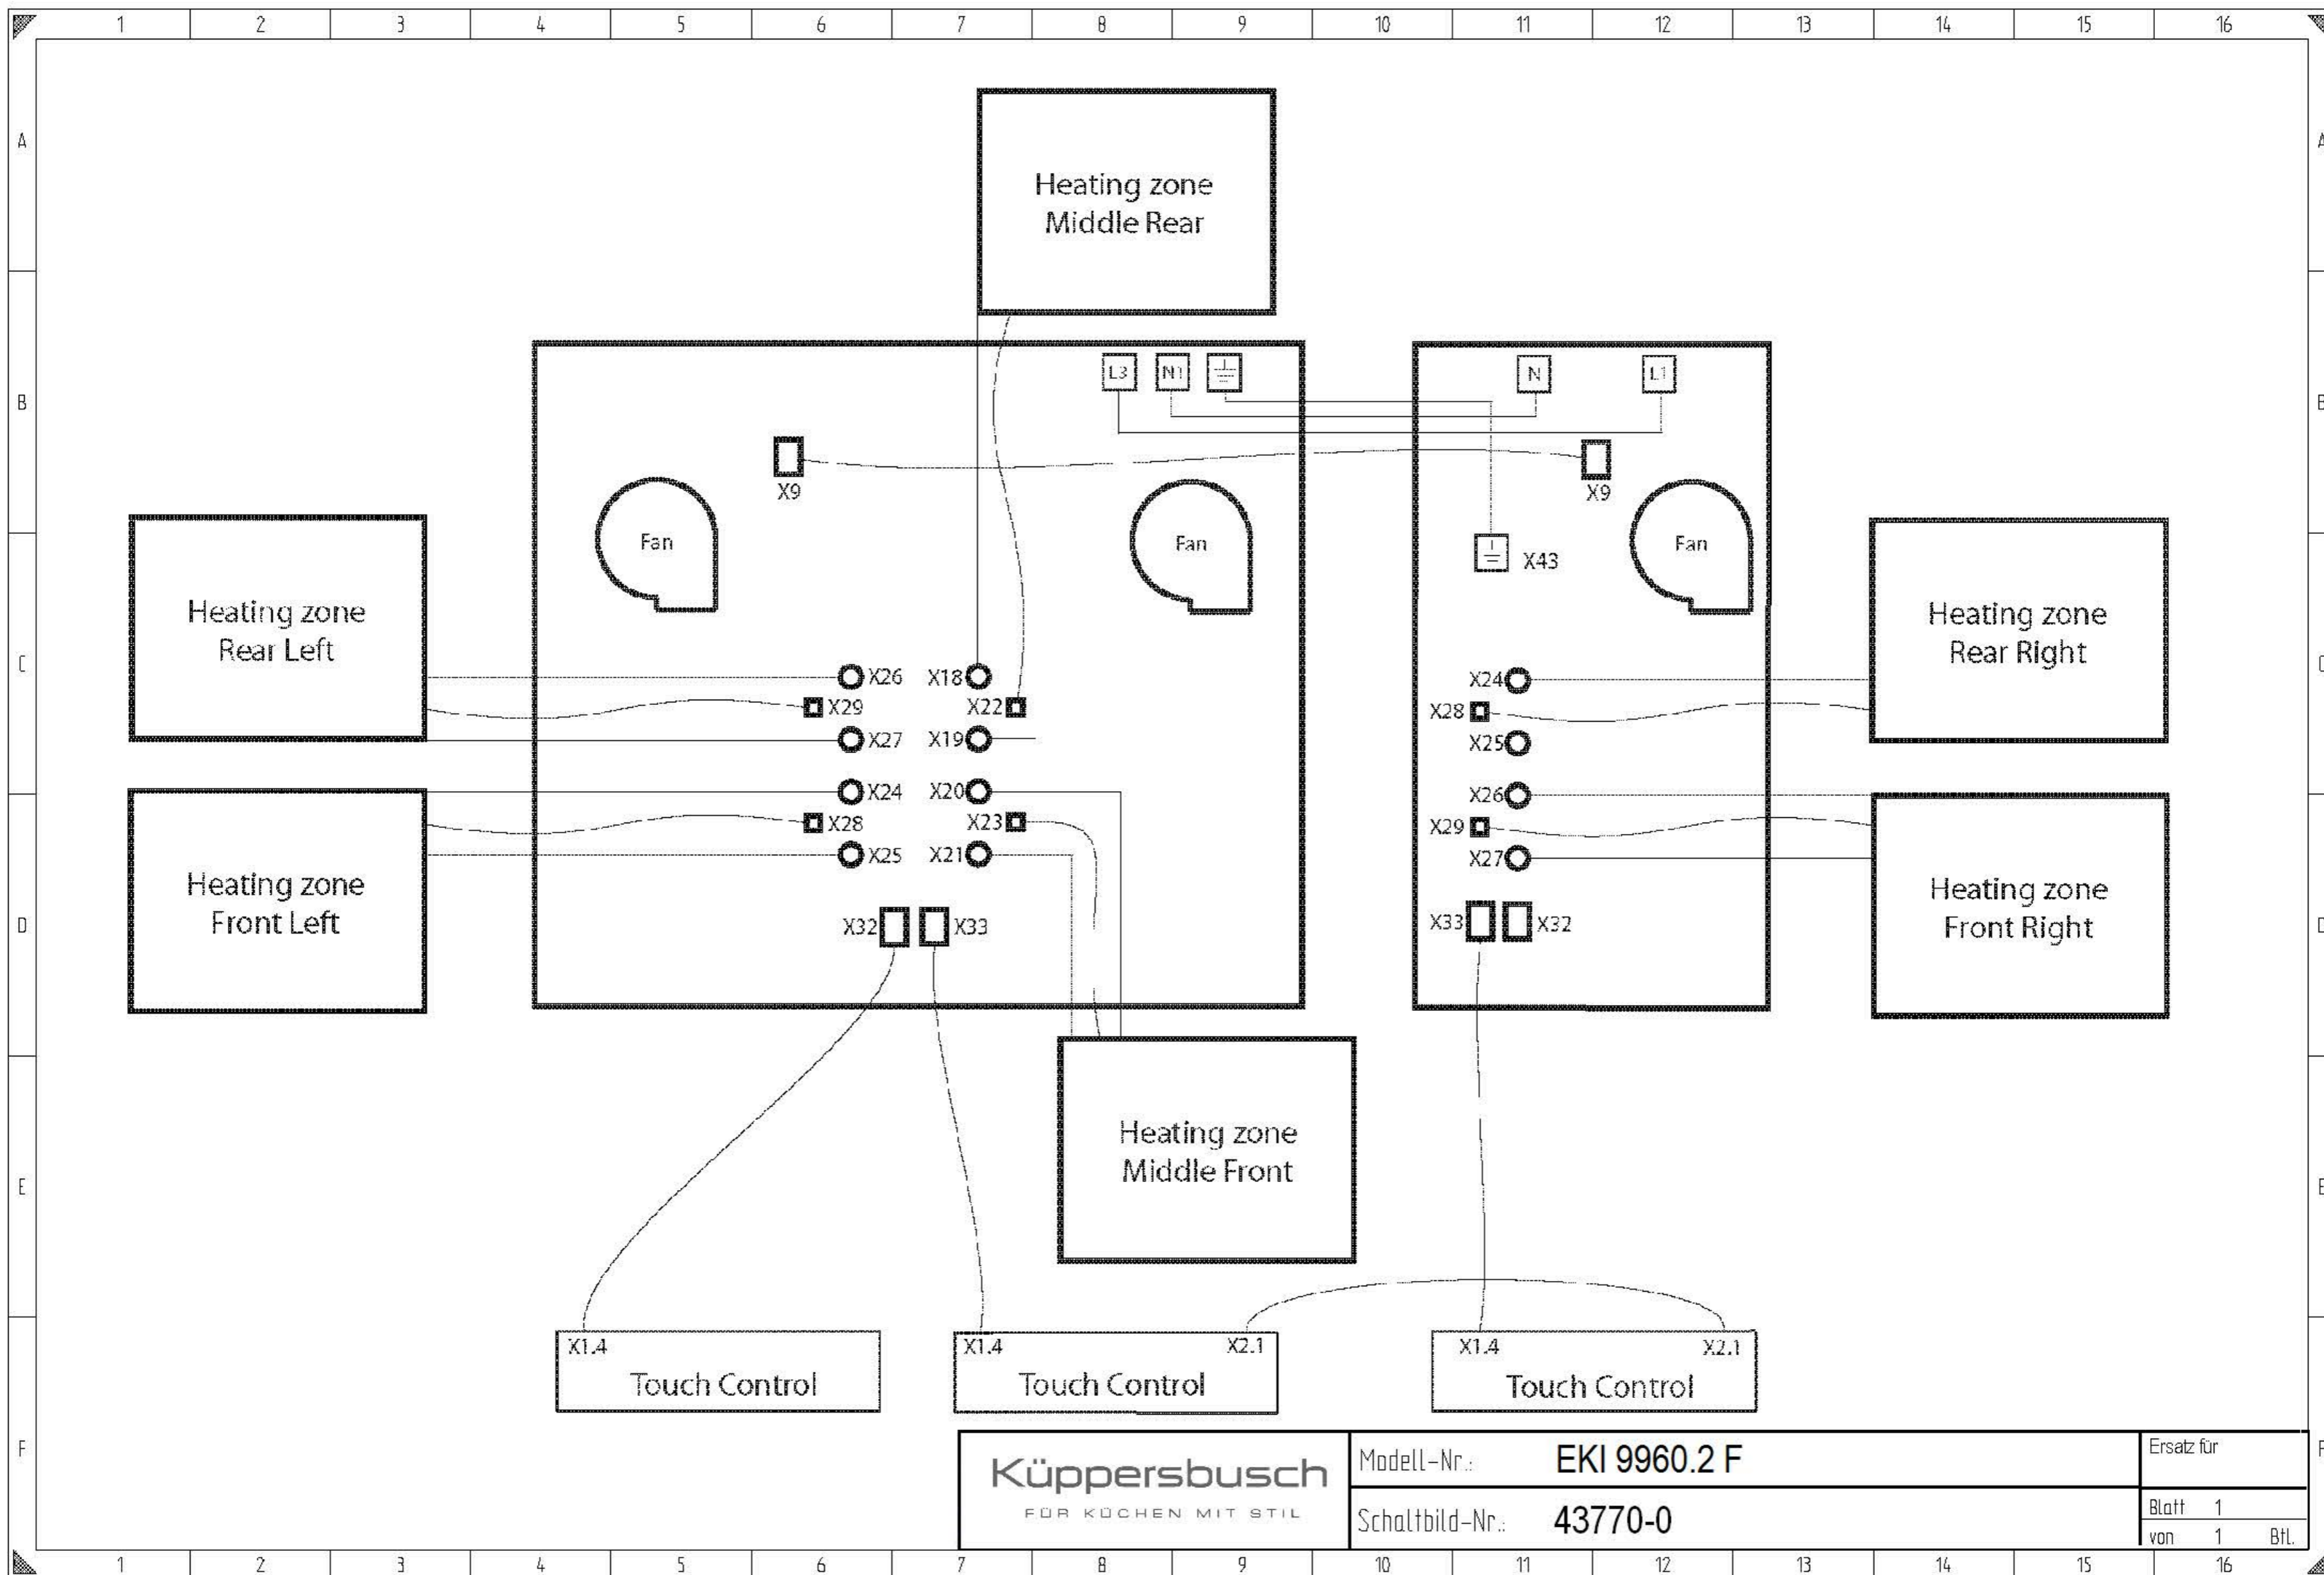 1 2 3 4 5 6 7 8 9 10 11 12 13 14 15 16
A
A
Heating zone
Middle Rear
L3 N1 N L1
B
B
X9
X9
Fan
Fan
Fan
X43
Heating zone
Rear Left
Heating zone
Rear Right
C
C
X26 X18
X29 X22
X27 X19
X24
X28
X25
X24 X20
X28 X23
X25 X21
X26
X29
X27
Heating zone
Front Left
Heating zone
Front Right
D
D
X32 X33
X33 X32
Heating zone
Middle Front
E
E
X1.4
Touch Control
X1.4 X2.1
Touch Control
X1.4 X2.1
Touch Control
F
F
Küppersbusch
FÜR KÜCHEN MIT STIL
Modell-Nr.: EKI 9960.2 F
Schaltbild-Nr.: 43770-0
Ersatz für
Blatt 1
von 1 Btl.
1 2 3 4 5 6 7 8 9 10 11 12 13 14 15 16